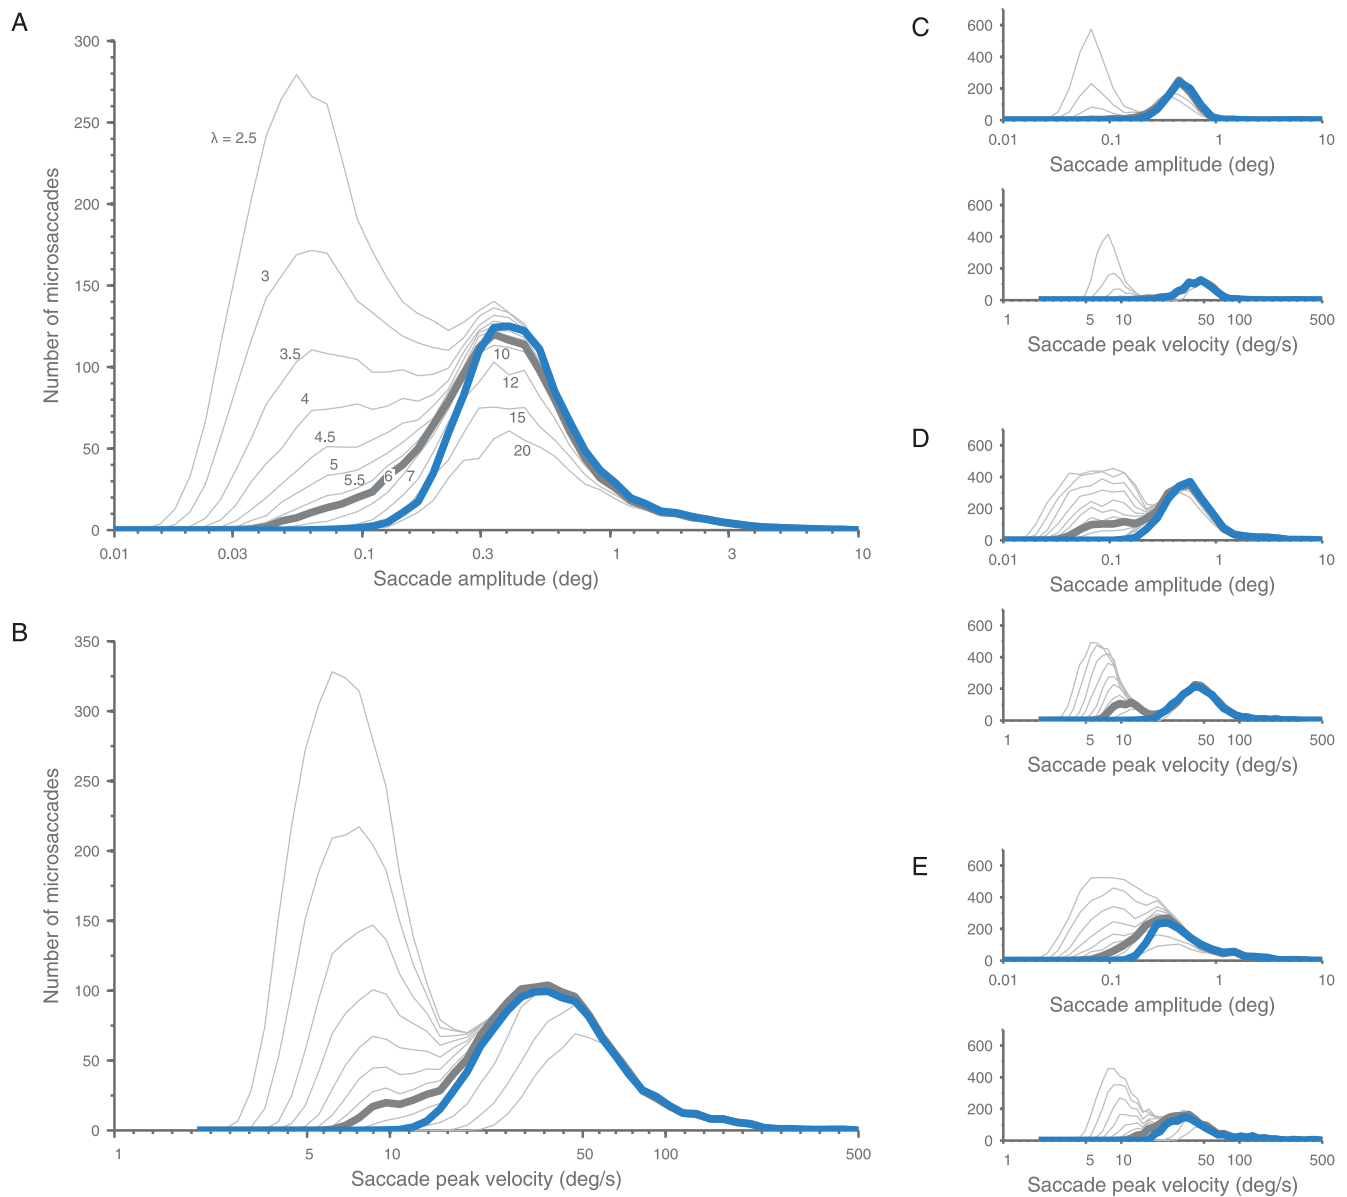 A
300
250
200
150
100
50
0
Number of microsaccades
λ = 2.5
3
3.5
4
4.5
5
5.5
6
7
10
12
15
20
0.01 0.03 0.1 0.3 1 3 10
Saccade amplitude (deg)
B
350
300
250
200
150
100
50
0
Number of microsaccades
1 5 10 50 100 500
Saccade peak velocity (deg/s)
C
600
400
200
0
0.01 0.1 1 10
Saccade amplitude (deg)
600
400
200
0
1 5 10 50 100 500
Saccade peak velocity (deg/s)
D
600
400
200
0
0.01 0.1 1 10
Saccade amplitude (deg)
600
400
200
0
1 5 10 50 100 500
Saccade peak velocity (deg/s)
E
600
400
200
0
0.01 0.1 1 10
Saccade amplitude (deg)
600
400
200
0
1 5 10 50 100 500
Saccade peak velocity (deg/s)